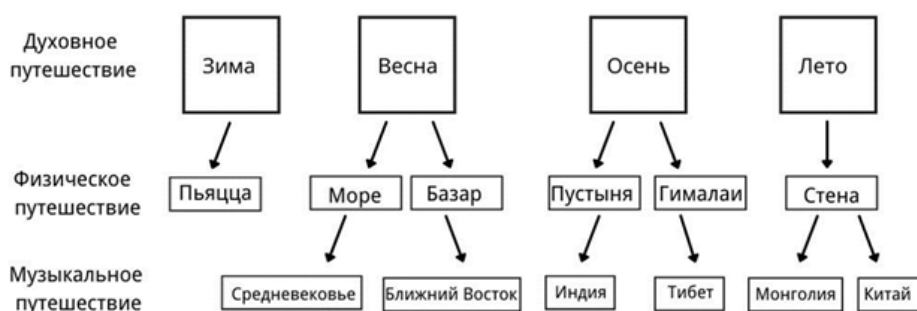 Духовное
путешествие
Зима
Весна
Осень
Лето
Физическое
путешествие
Пьяцца
Море
Базар
Пустыня
Гималаи
Стена
Музыкальное
путешествие
Средневековье
Ближний Восток
Индия
Тибет
Монголия
Китай